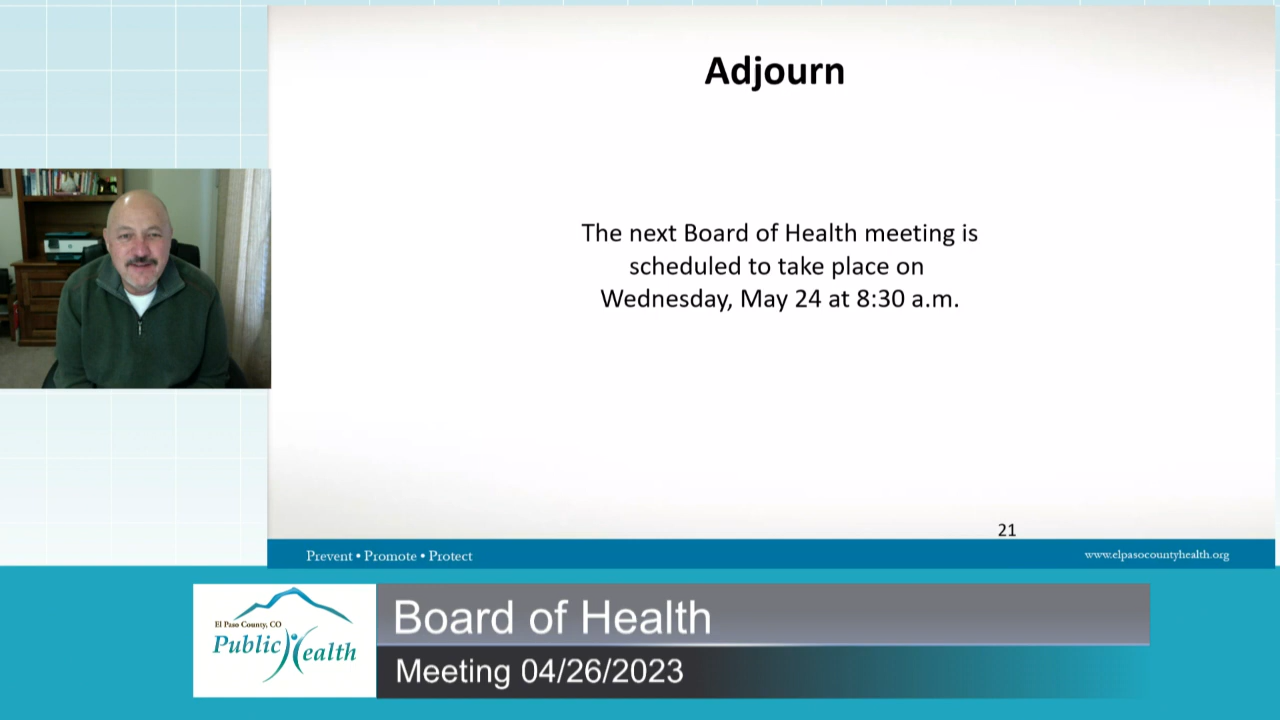 Adjourn
The next Board of Health meeting is
scheduled to take place on
Wednesday, May 24 at 8:30 a.m.
21
Prevent • Promote • Protect
www.elpasocountyhealth.org
El Paso County, CO
Public Health
Board of Health
Meeting 04/26/2023